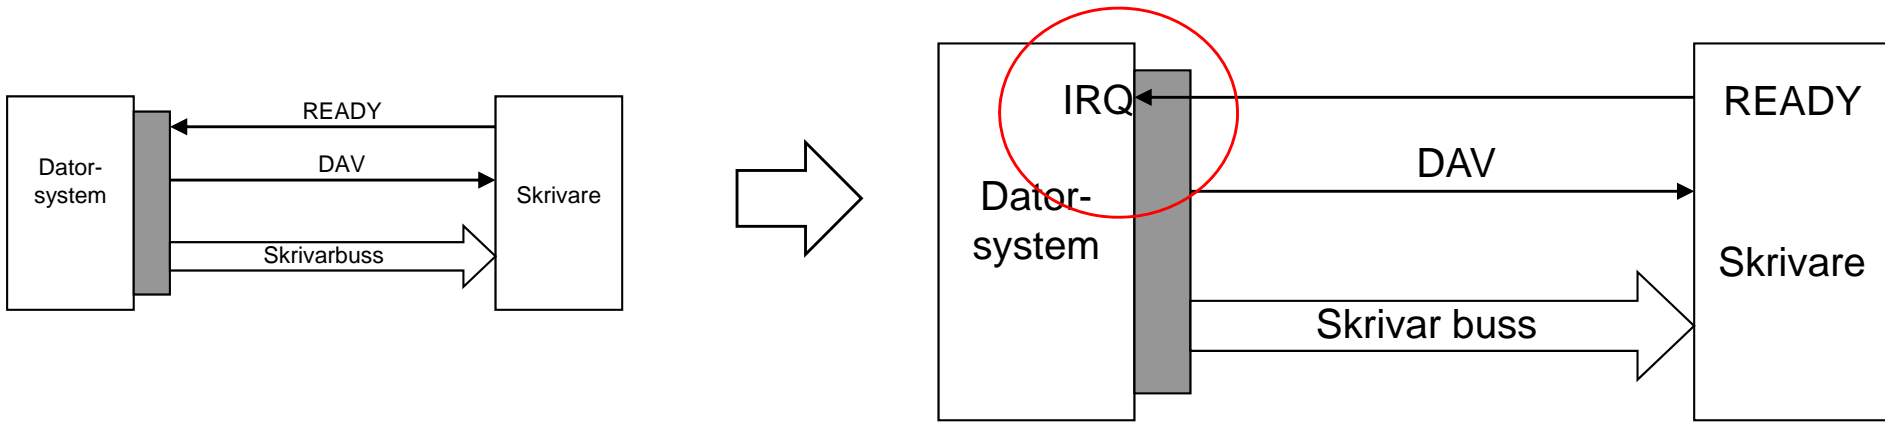 READY
DAV
Dator-
system
Skrivare
Skrivarbuss
IRQ
READY
DAV
Dator-
system
Skrivare
Skrivar buss